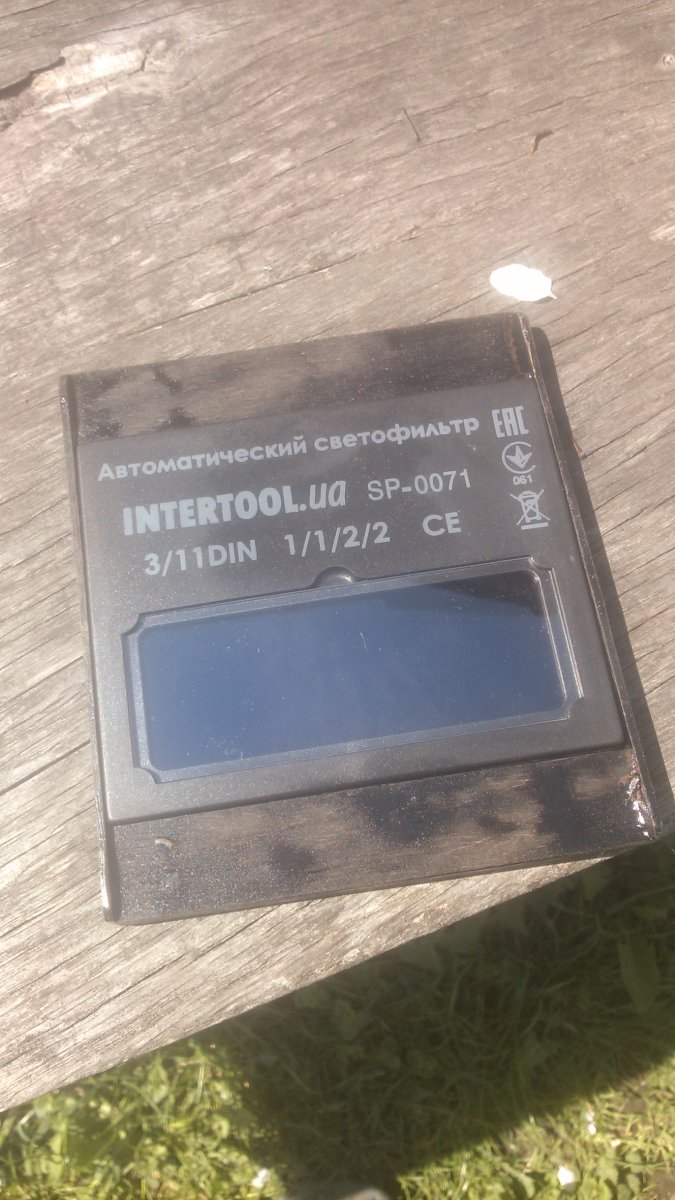 Автоматический светофильтр EAC
INTERTOOL.ua SP-0071
061
3/11DIN 1/1/2/2 CE